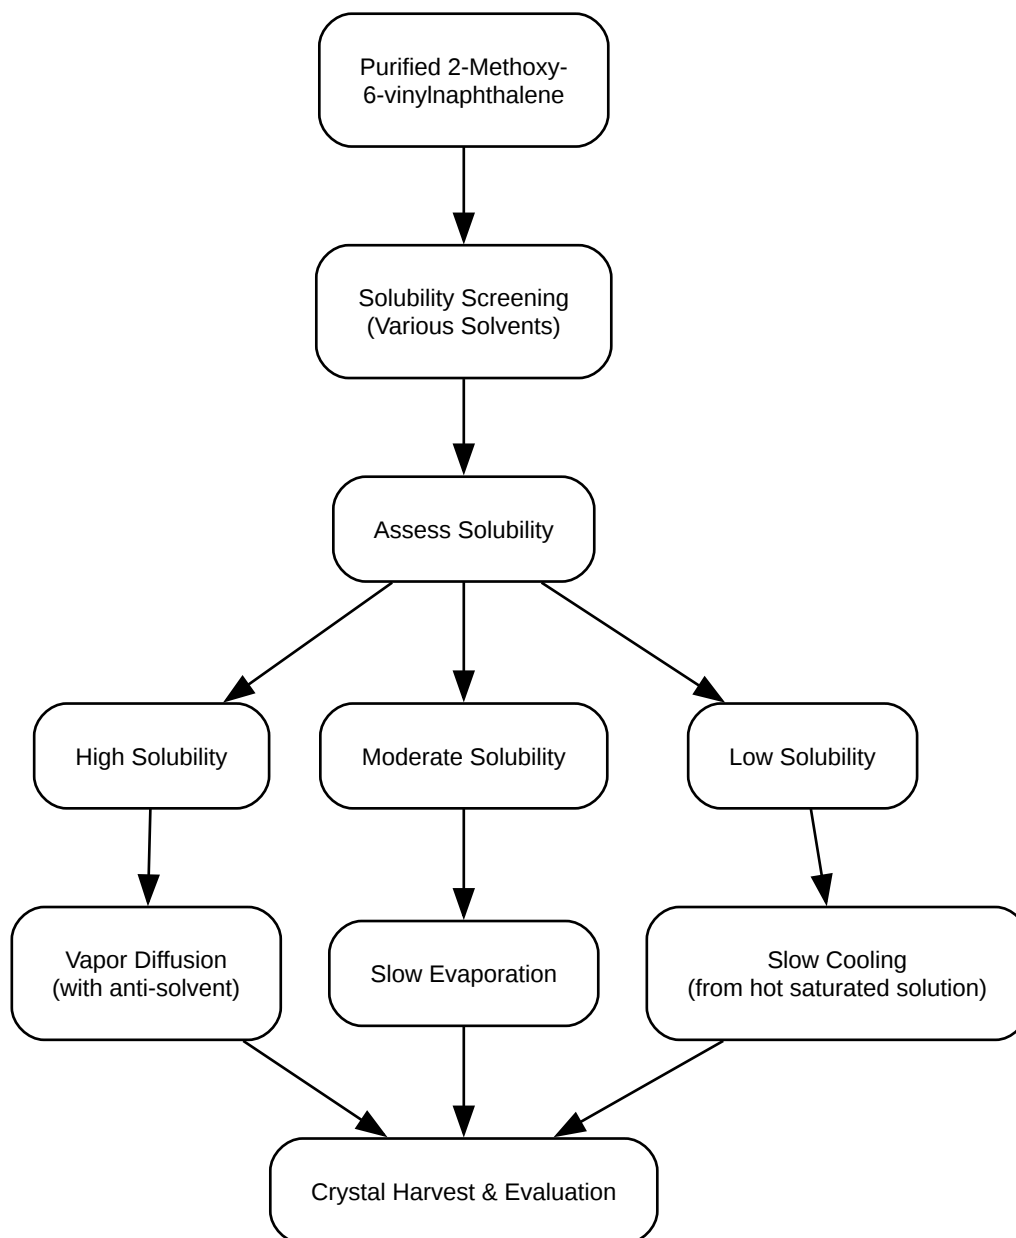 Purified 2-Methoxy-
6-vinylnaphthalene
Solubility Screening
(Various Solvents)
Assess Solubility
High Solubility
Moderate Solubility
Low Solubility
Vapor Diffusion
(with anti-solvent)
Slow Evaporation
Slow Cooling
(from hot saturated solution)
Crystal Harvest & Evaluation